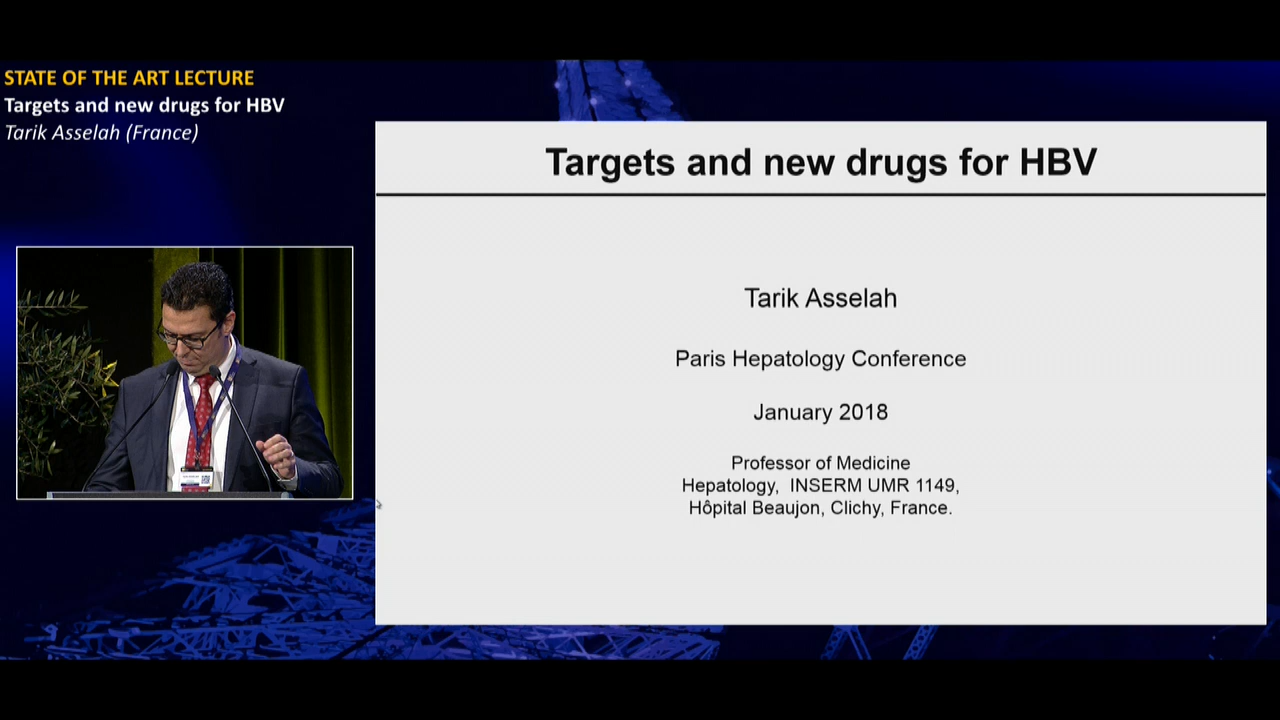 STATE OF THE ART LECTURE
Targets and new drugs for HBV
Tarik Asselah (France)
Targets and new drugs for HBV
Tarik Asselah
Paris Hepatology Conference
January 2018
Professor of Medicine
Hepatology, INSERM UMR 1149,
Hôpital Beaujon, Clichy, France.